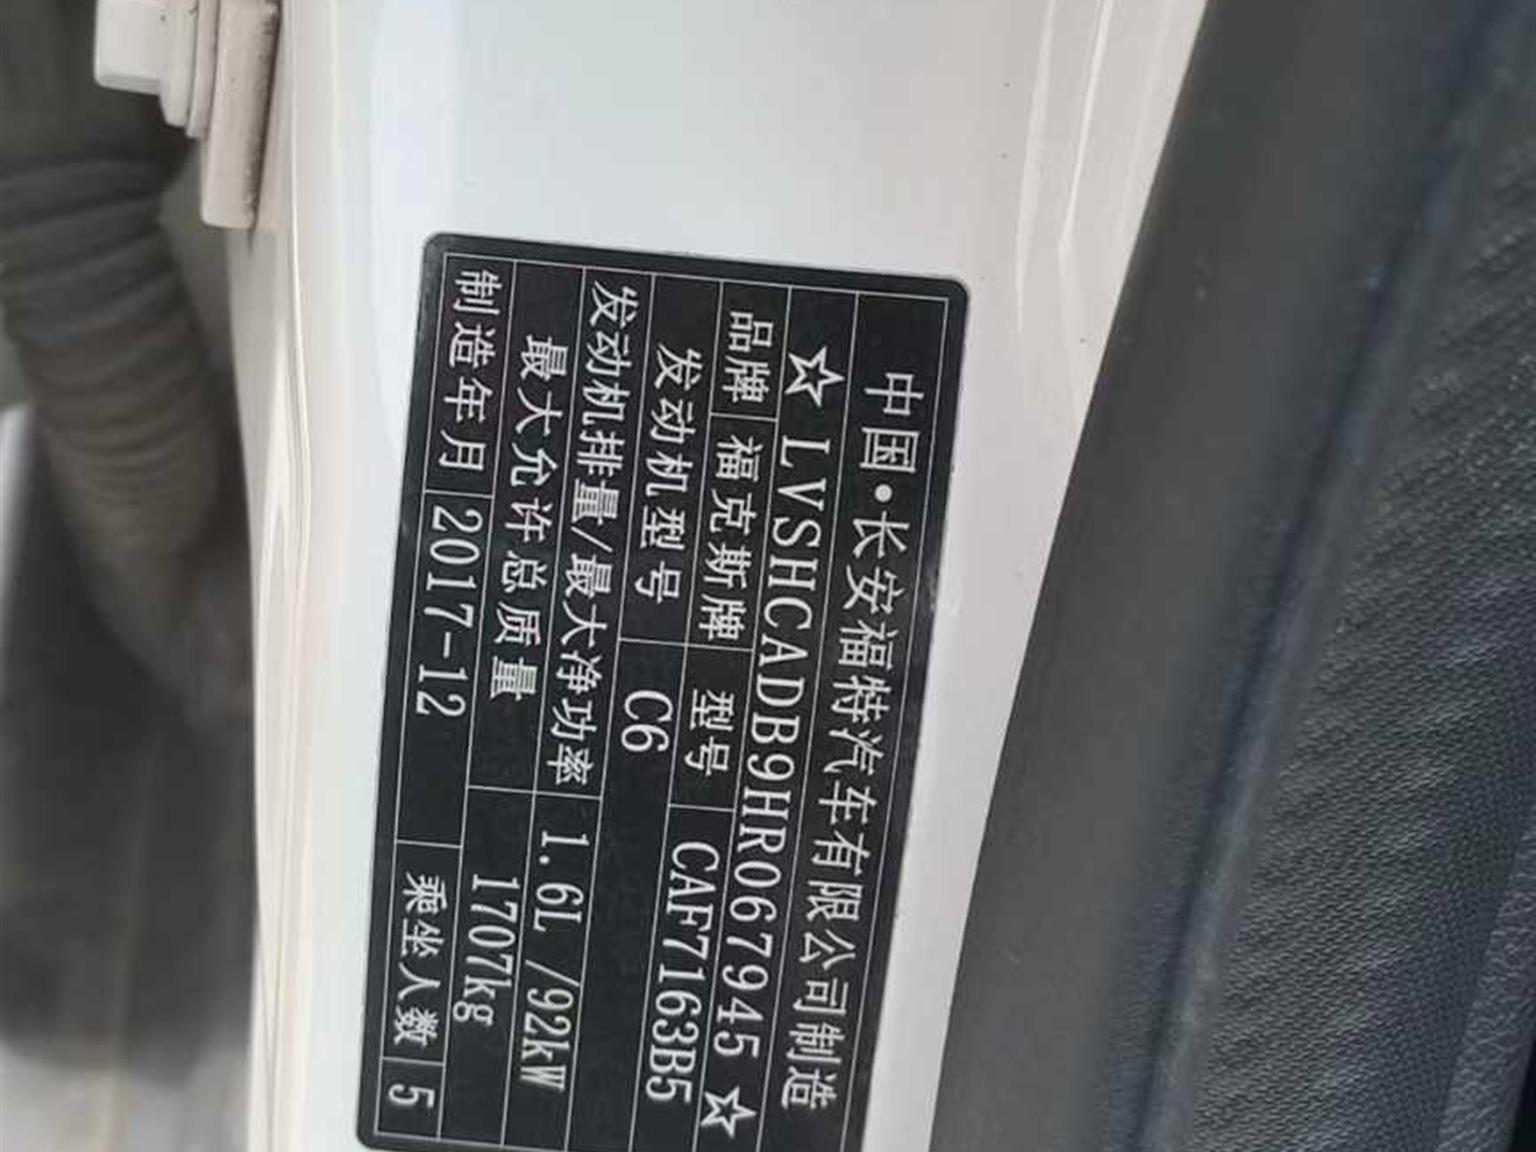 中国·长安福特汽车有限公司制造
☆ LVSHCADB9HR067945 ☆
品牌 福克斯牌 型号 CAF7163B5
发动机型号 C6
发动机排量/最大净功率 1.6L /92kW
最大允许总质量 1707kg
制造年月 2017-12 乘坐人数 5